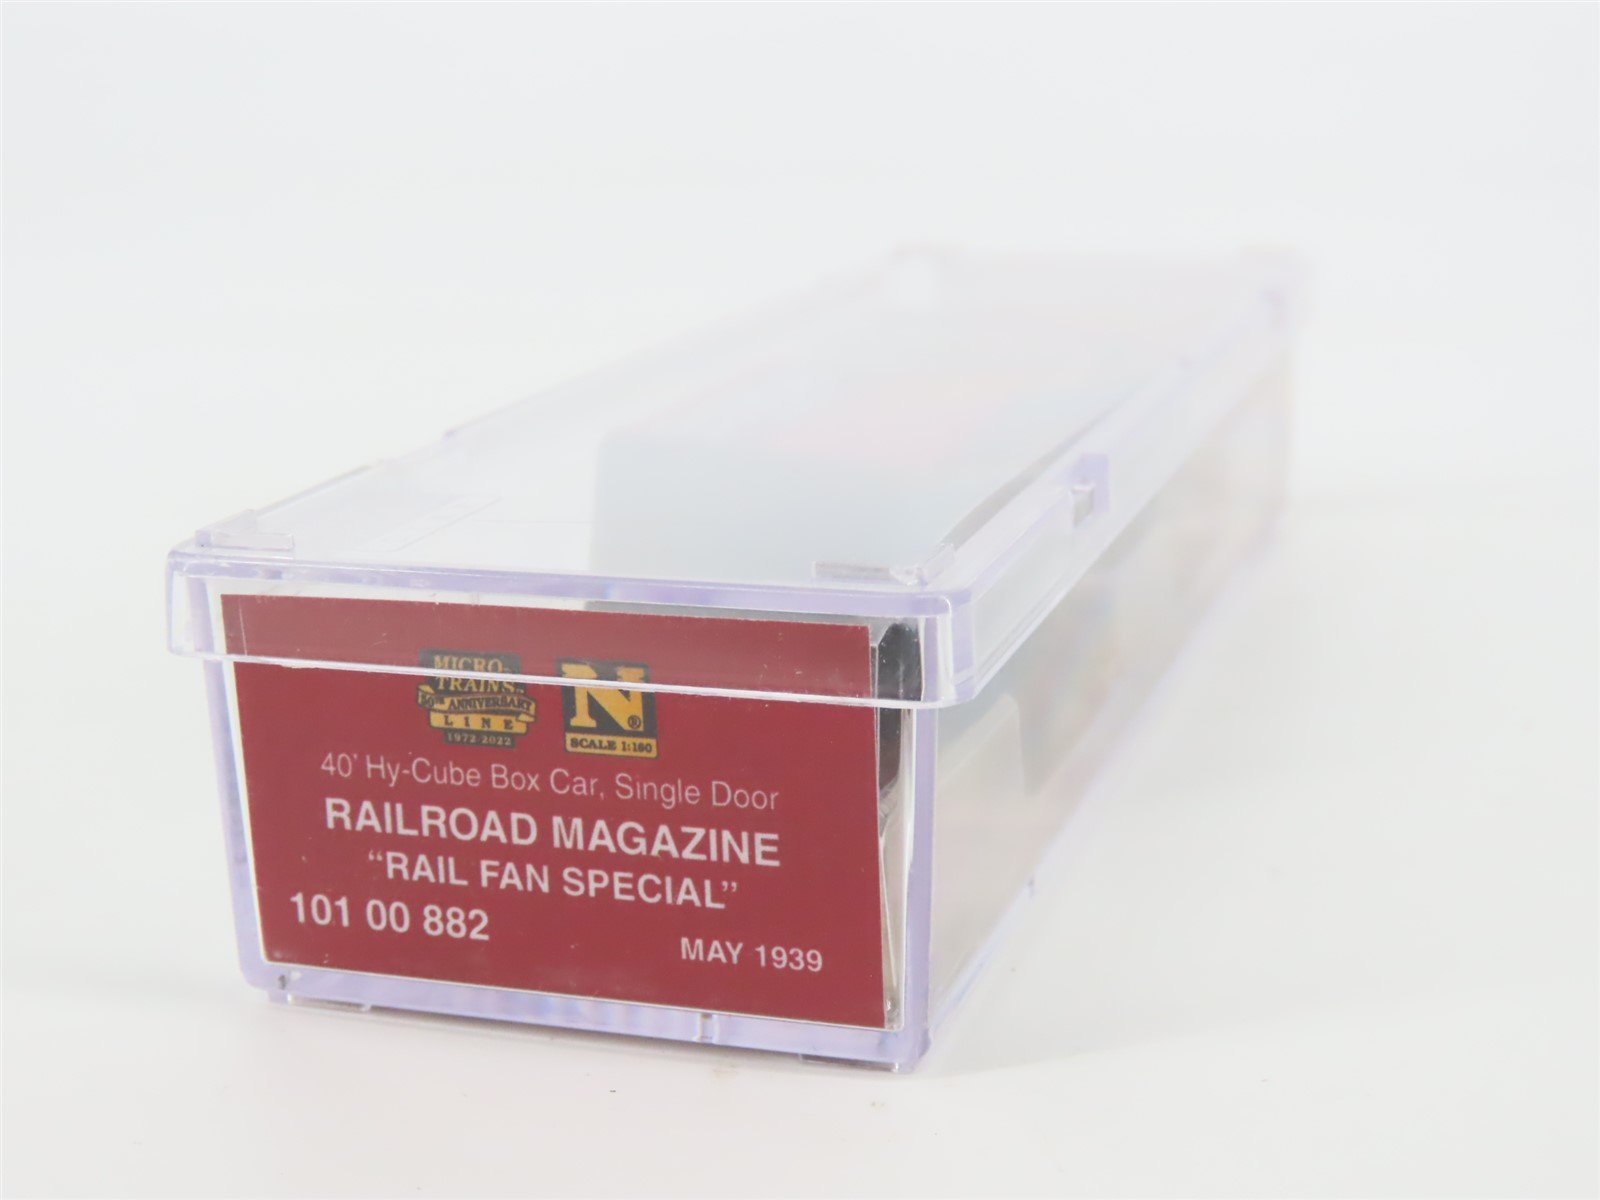 MICRO-
TRAINS
50TH ANNIVERSARY
LINE
1972 2022
N®
SCALE 1:160
40' Hy-Cube Box Car, Single Door
RAILROAD MAGAZINE
“RAIL FAN SPECIAL”
101 00 882
MAY 1939